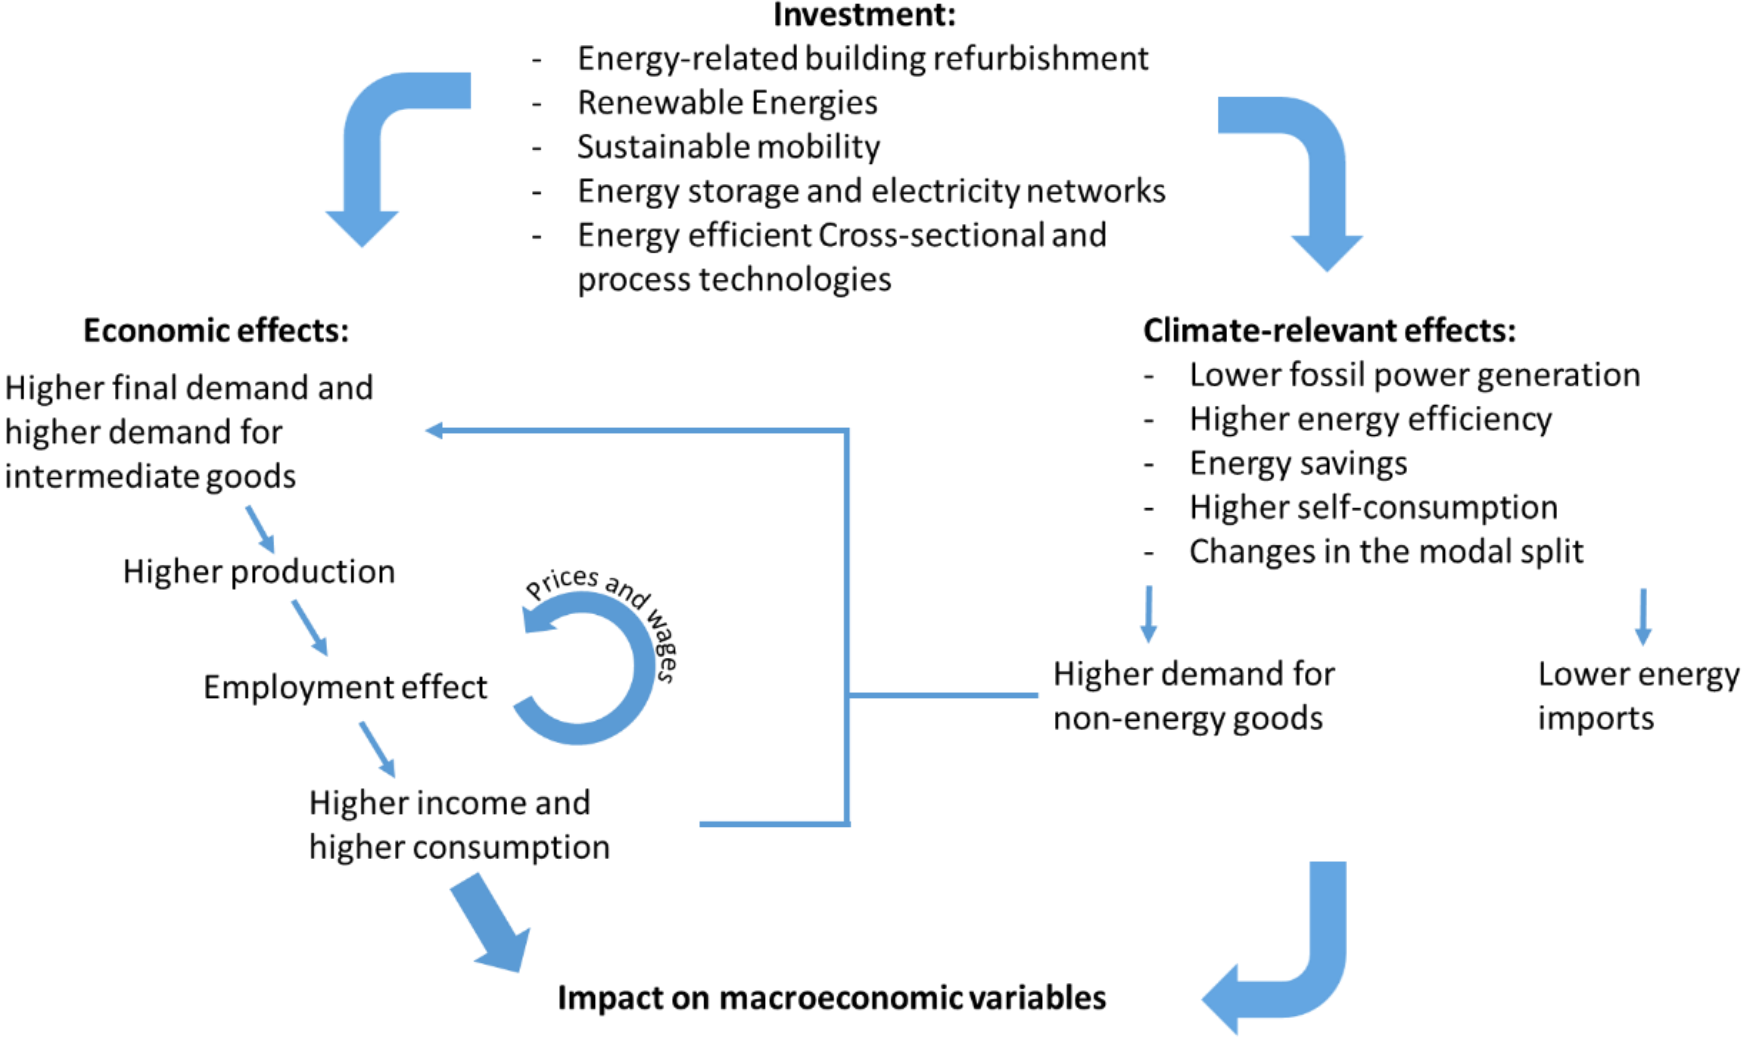 Investment:
- Energy-related building refurbishment
- Renewable Energies
- Sustainable mobility
- Energy storage and electricity networks
- Energy efficient Cross-sectional and
process technologies
Economic effects:
Higher final demand and
higher demand for
intermediate goods
Higher production
Employment effect
Higher income and
higher consumption
Prices and wages
Climate-relevant effects:
- Lower fossil power generation
- Higher energy efficiency
- Energy savings
- Higher self-consumption
- Changes in the modal split
Higher demand for
non-energy goods
Lower energy
imports
Impact on macroeconomic variables